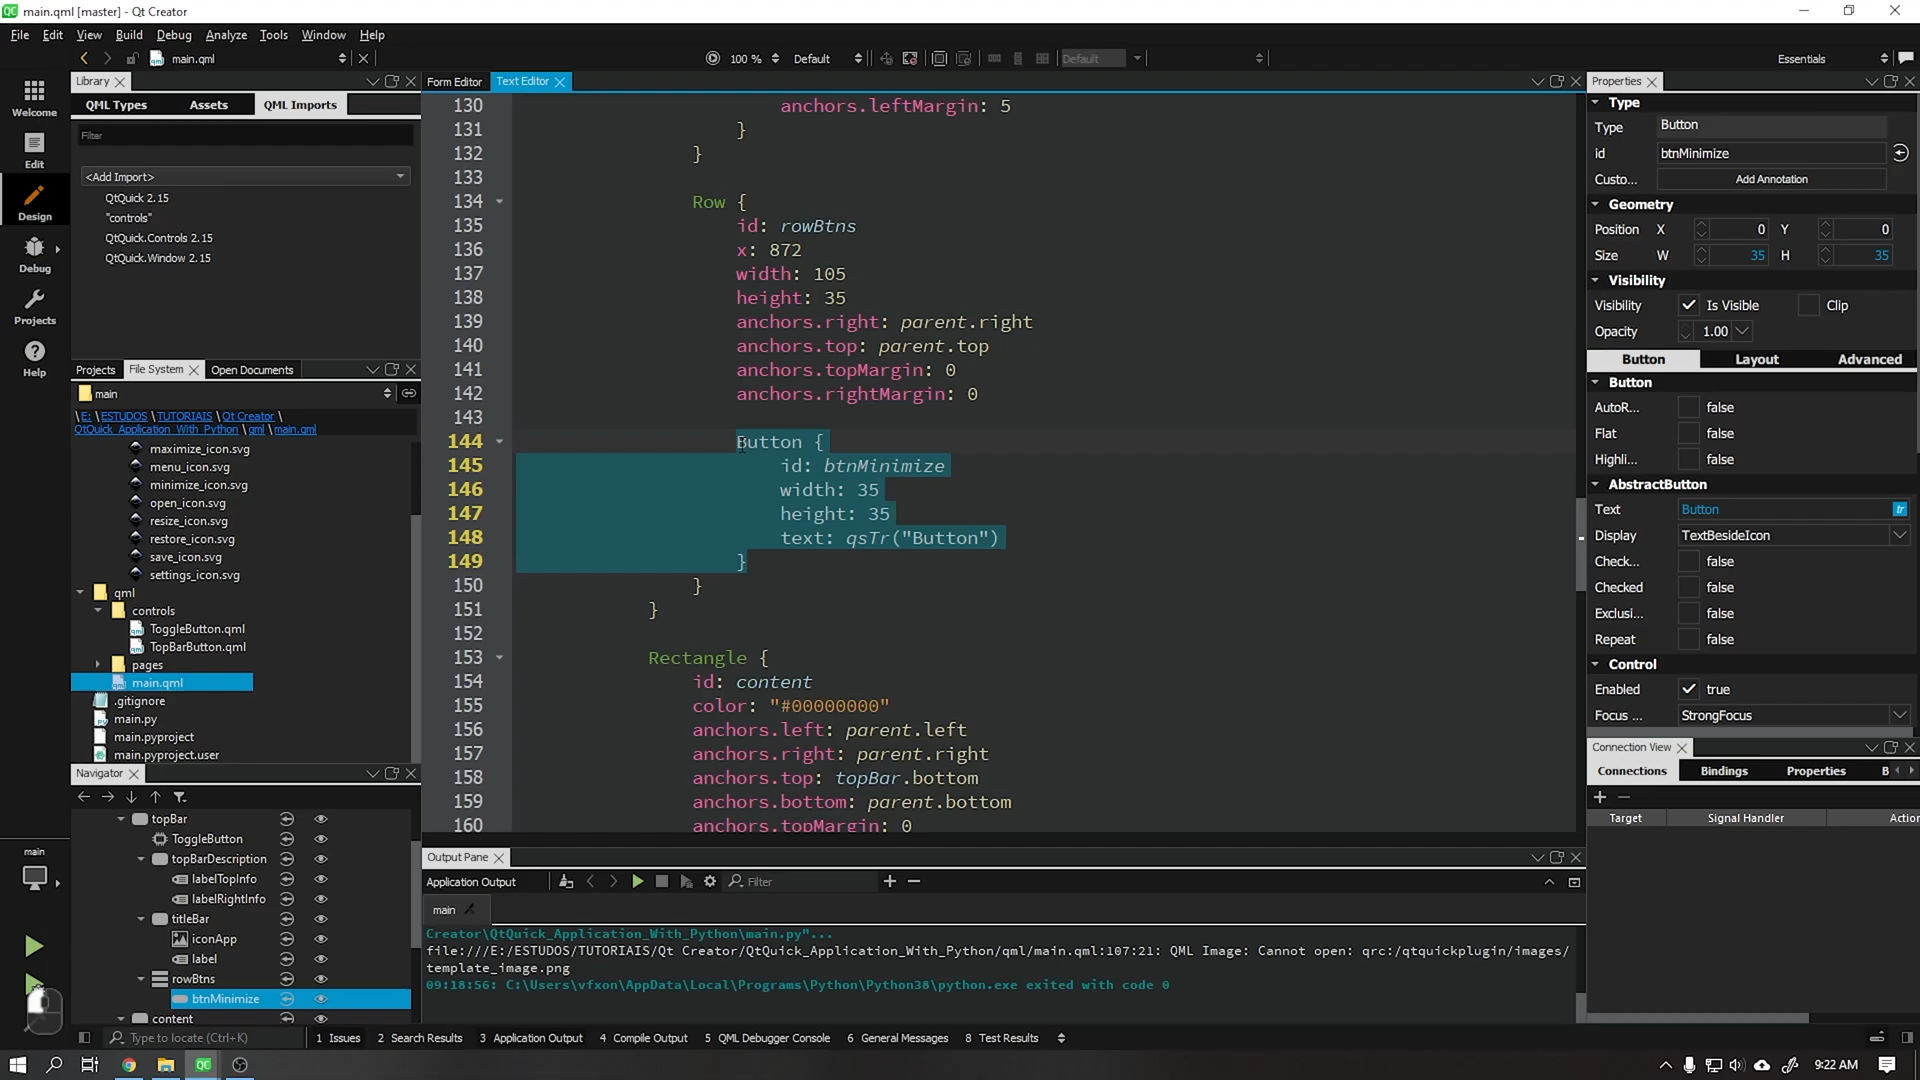 main.qml [master] - Qt Creator
File Edit View Build Debug Analyze Tools Window Help
main.qml 100 % Default Default Essentials
Library Form Editor Text Editor Properties
QML Types Assets QML Imports
Filter
<Add Import>
QtQuick 2.15
"controls"
QtQuick.Controls 2.15
QtQuick.Window 2.15
Welcome
Edit
Design
Debug
Projects
Help
Projects File System Open Documents
main
\E: \ESTUDOS \TUTORIAIS \Qt Creator \
QtQuick_Application_With_Python \qml \main.qml
maximize_icon.svg
menu_icon.svg
minimize_icon.svg
open_icon.svg
resize_icon.svg
restore_icon.svg
save_icon.svg
settings_icon.svg
qml
controls
ToggleButton.qml
TopBarButton.qml
pages
main.qml
.gitignore
main.py
main.pyproject
main.pyproject.user
Navigator
topBar
ToggleButton
topBarDescription
labelTopInfo
labelRightInfo
titleBar
iconApp
label
rowBtns
btnMinimize
content
main
130 anchors.leftMargin: 5
131 }
132 }
133
134 Row {
135 id: rowBtns
136 x: 872
137 width: 105
138 height: 35
139 anchors.right: parent.right
140 anchors.top: parent.top
141 anchors.topMargin: 0
142 anchors.rightMargin: 0
143
144 Button {
145 id: btnMinimize
146 width: 35
147 height: 35
148 text: qsTr("Button")
149 }
150 }
151 }
152
153 Rectangle {
154 id: content
155 color: "#00000000"
156 anchors.left: parent.left
157 anchors.right: parent.right
158 anchors.top: topBar.bottom
159 anchors.bottom: parent.bottom
160 anchors.topMargin: 0
Output Pane
Application Output Filter
main
Creator\QtQuick_Application_With_Python\main.py"...
file:///E:/ESTUDOS/TUTORIAIS/Qt Creator/QtQuick_Application_With_Python/qml/main.qml:107:21: QML Image: Cannot open: qrc:/qtquickplugin/images/
template_image.png
09:18:56: C:\Users\vfxon\AppData\Local\Programs\Python\Python38\python.exe exited with code 0
Type
Type Button
id btnMinimize
Custo... Add Annotation
Geometry
Position X 0 Y 0
Size W 35 H 35
Visibility
Visibility Is Visible Clip
Opacity 1.00
Button Layout Advanced
Button
AutoR... false
Flat false
Highli... false
AbstractButton
Text Button tr
Display TextBesideIcon
Check... false
Checked false
Exclusi... false
Repeat false
Control
Enabled true
Focus ... StrongFocus
Connection View
Connections Bindings Properties B
Target Signal Handler Actio
Type to locate (Ctrl+K) 1 Issues 2 Search Results 3 Application Output 4 Compile Output 5 QML Debugger Console 6 General Messages 8 Test Results
9:22 AM